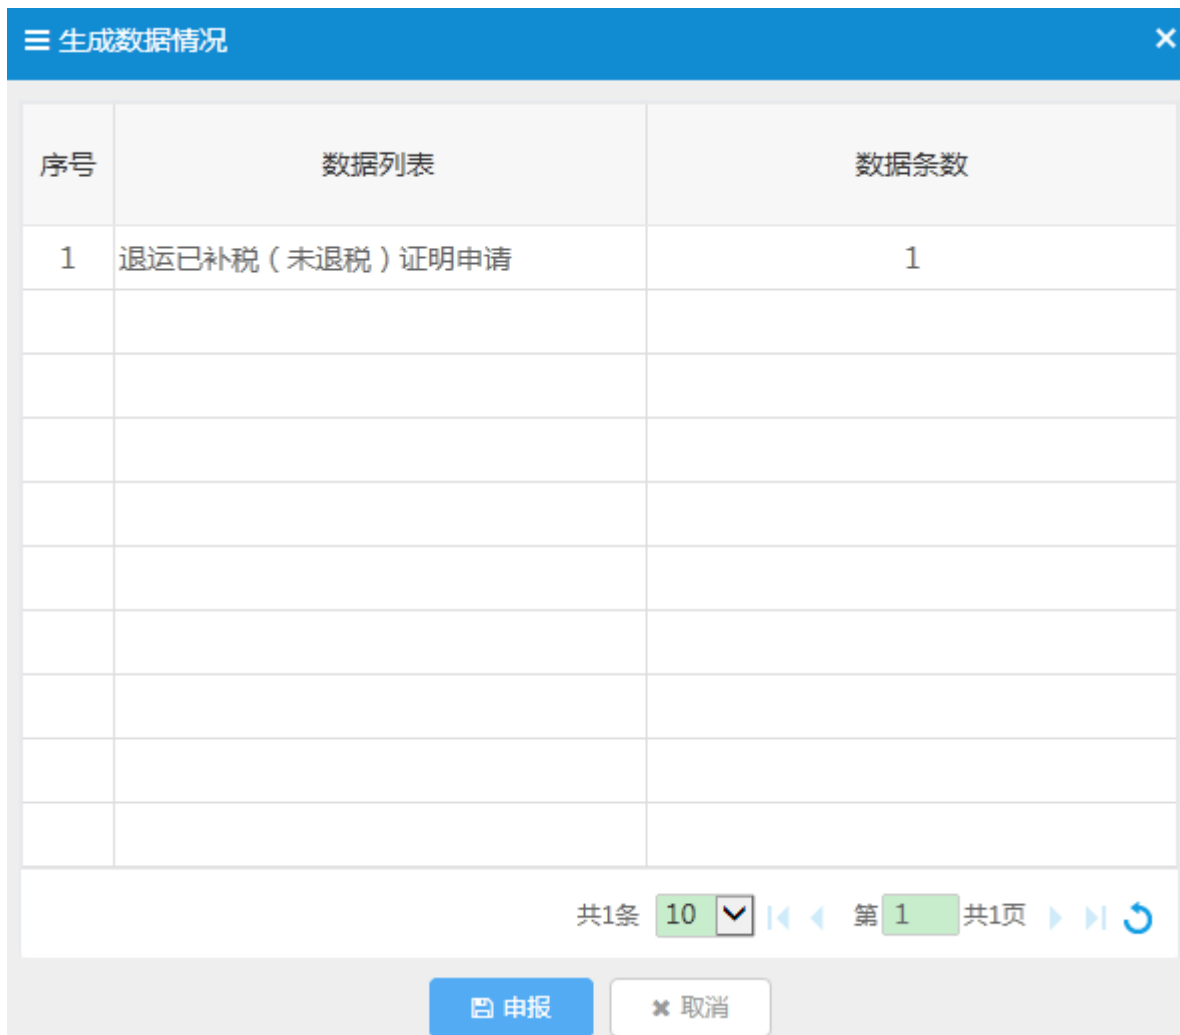 生成数据情况
序号 数据列表 数据条数
1 退运已补税（未退税）证明申请 1
共1条 10 第 1 共1页
申报 取消